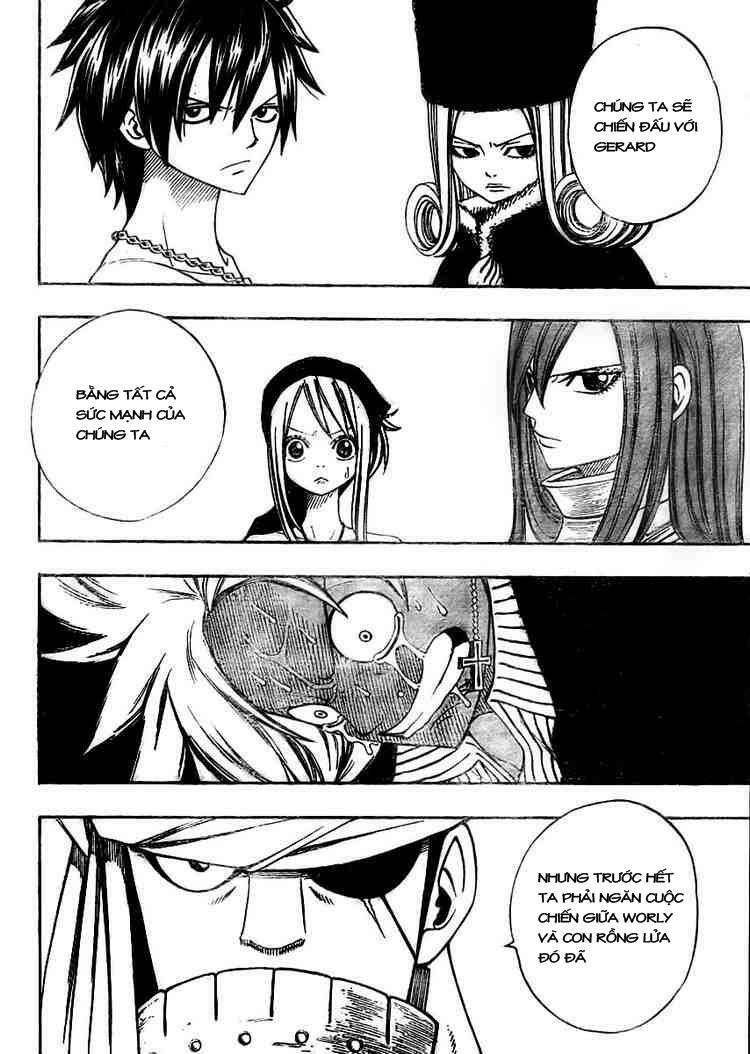 CHÚNG TA SẼ
CHIẾN ĐẤU VỚI
GERARD
BẰNG TẤT CẢ
SỨC MẠNH CỦA
CHÚNG TA
NHƯNG TRƯỚC HẾT
TA PHẢI NGĂN CUỘC
CHIẾN GIỮA WORLY
VÀ CON RỒNG LỬA
ĐÓ ĐÃ